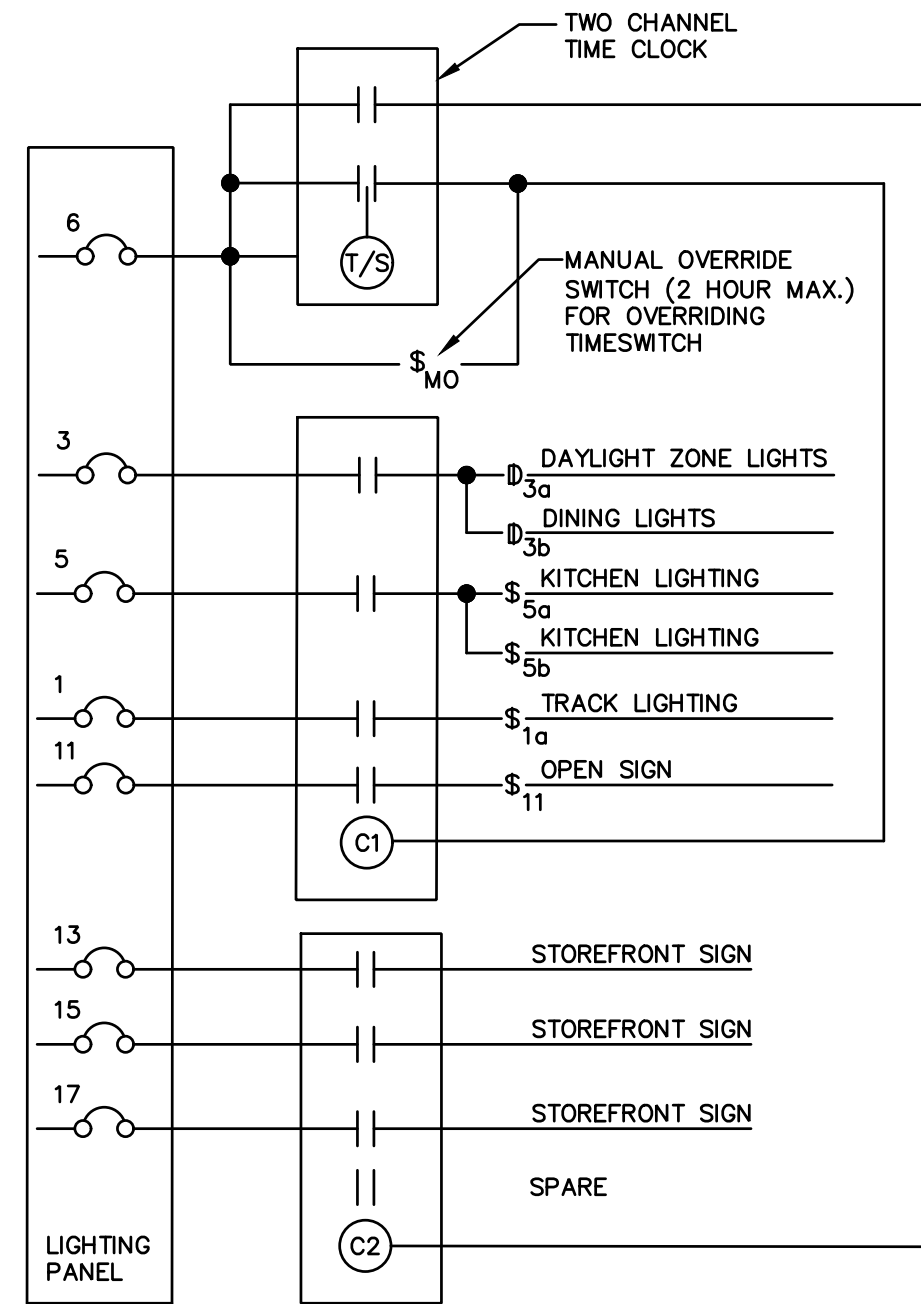 TWO CHANNEL
TIME CLOCK
6
T/S
MANUAL OVERRIDE
SWITCH (2 HOUR MAX.)
FOR OVERRIDING
TIMESWITCH
$MO
3
DAYLIGHT ZONE LIGHTS
3a
DINING LIGHTS
3b
5
KITCHEN LIGHTING
$5a
KITCHEN LIGHTING
$5b
1
TRACK LIGHTING
$1a
11
OPEN SIGN
$11
C1
13
STOREFRONT SIGN
15
STOREFRONT SIGN
17
STOREFRONT SIGN
SPARE
C2
LIGHTING
PANEL